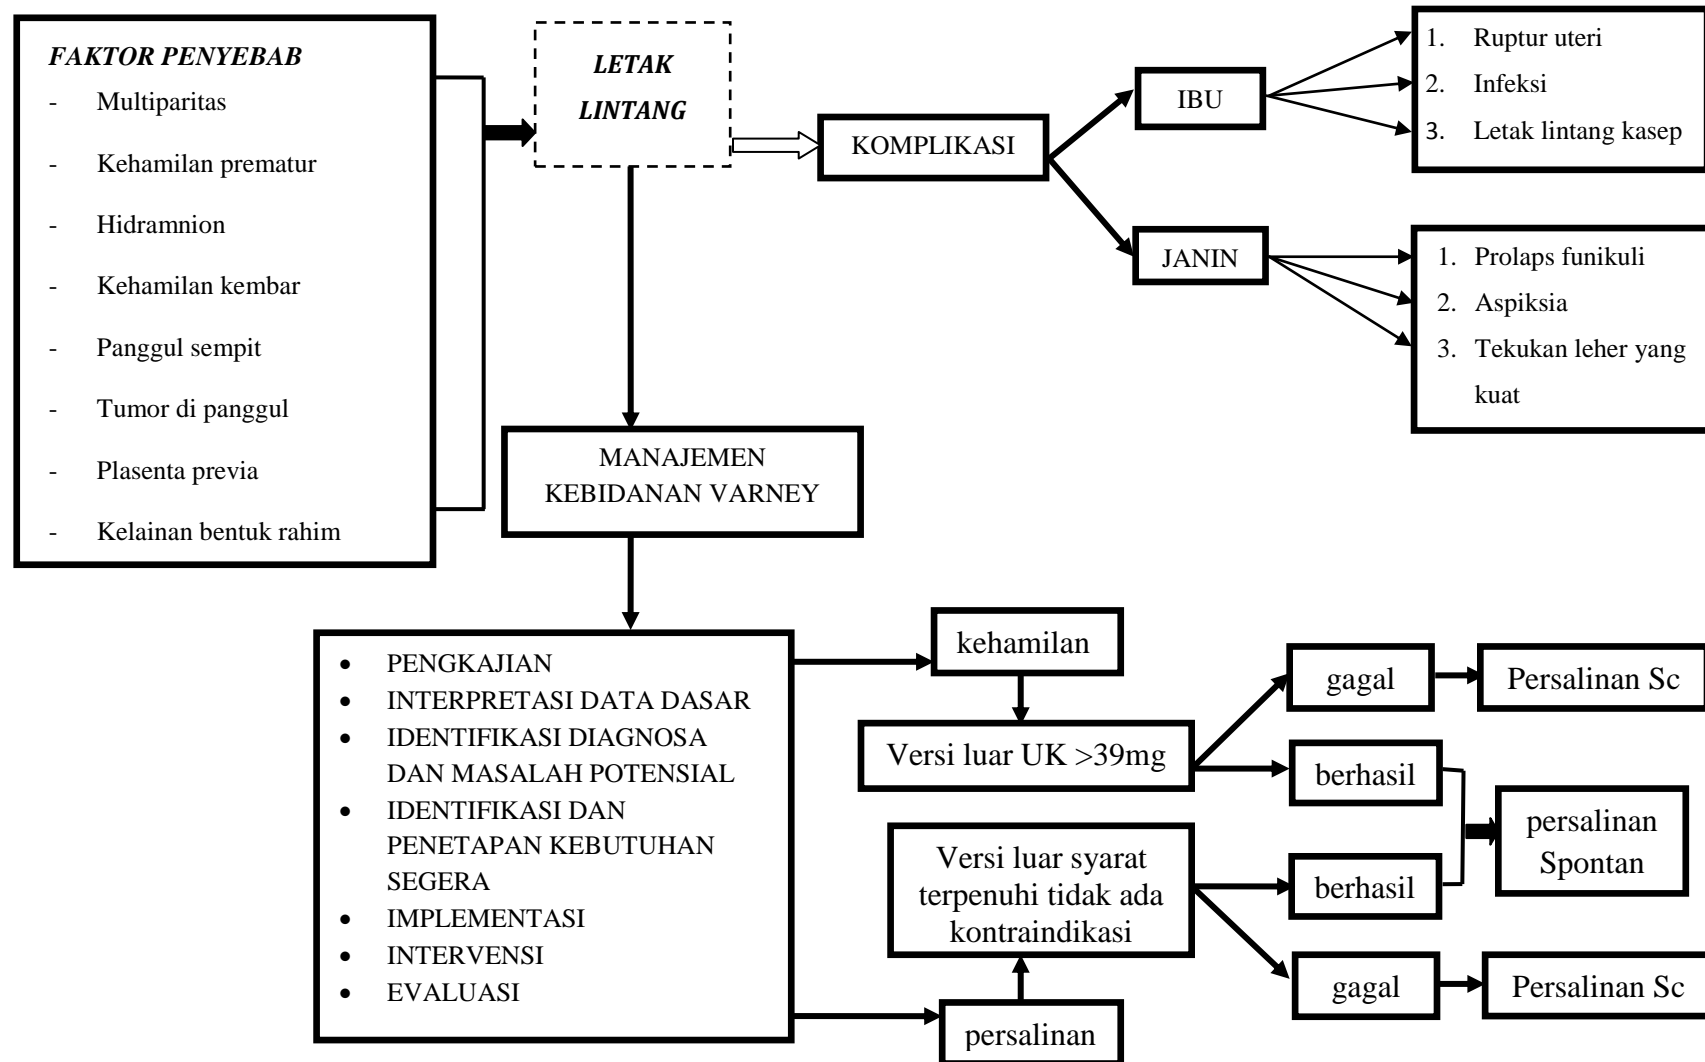 FAKTOR PENYEBAB
- Multiparitas
- Kehamilan prematur
- Hidramnion
- Kehamilan kembar
- Panggul sempit
- Tumor di panggul
- Plasenta previa
- Kelainan bentuk rahim
LETAK
LINTANG
KOMPLIKASI
IBU
1. Ruptur uteri
2. Infeksi
3. Letak lintang kasep
JANIN
1. Prolaps funikuli
2. Aspiksia
3. Tekukan leher yang
kuat
MANAJEMEN
KEBIDANAN VARNEY
• PENGKAJIAN
• INTERPRETASI DATA DASAR
• IDENTIFIKASI DIAGNOSA
DAN MASALAH POTENSIAL
• IDENTIFIKASI DAN
PENETAPAN KEBUTUHAN
SEGERA
• IMPLEMENTASI
• INTERVENSI
• EVALUASI
kehamilan
Versi luar UK >39mg
gagal
Persalinan Sc
berhasil
persalinan
Spontan
Versi luar syarat
terpenuhi tidak ada
kontraindikasi
berhasil
gagal
Persalinan Sc
persalinan